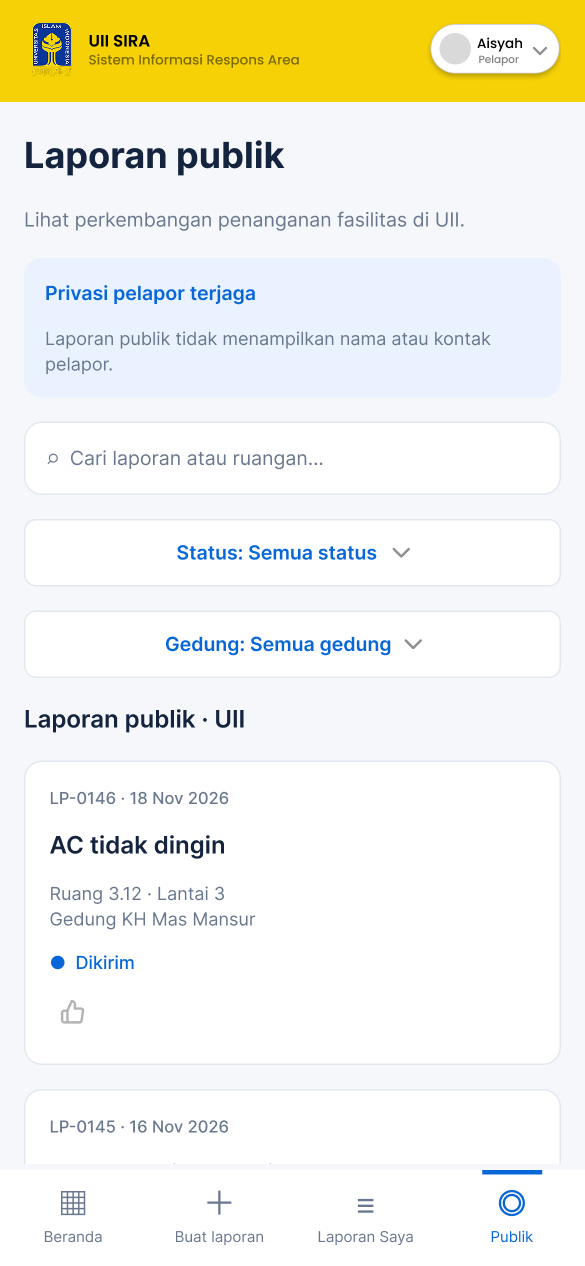 UNIVERSITAS
ISLAM
INDONESIA
UII SIRA
Sistem Informasi Respons Area
Aisyah
Pelapor
Laporan publik
Lihat perkembangan penanganan fasilitas di UII.
Privasi pelapor terjaga
Laporan publik tidak menampilkan nama atau kontak
pelapor.
Cari laporan atau ruangan...
Status: Semua status
Gedung: Semua gedung
Laporan publik · UII
LP-0146 · 18 Nov 2026
AC tidak dingin
Ruang 3.12 · Lantai 3
Gedung KH Mas Mansur
Dikirim
LP-0145 · 16 Nov 2026
Beranda
Buat laporan
Laporan Saya
Publik